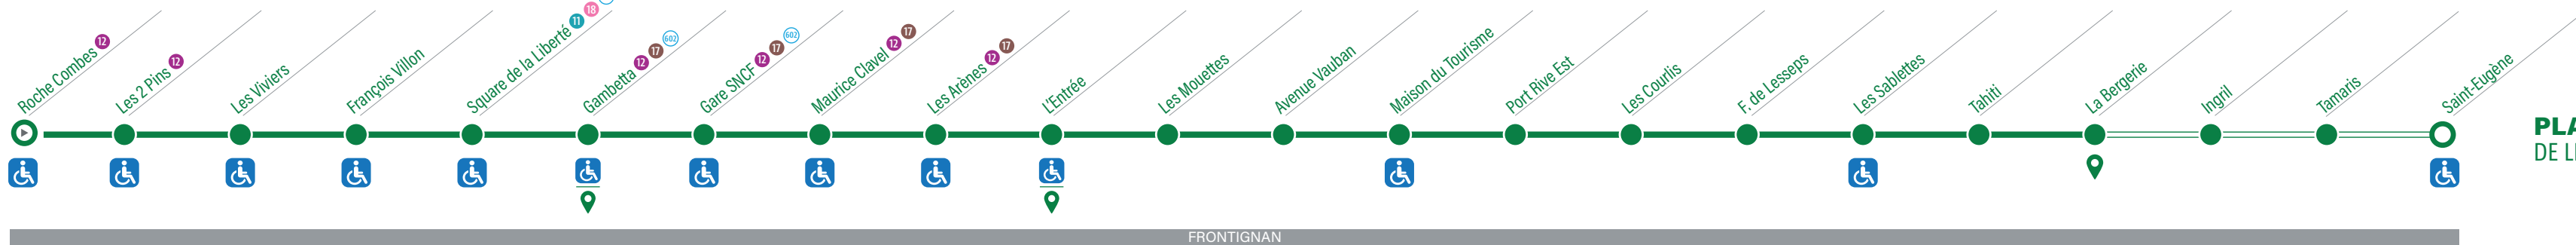 Roche Combes 12
Les 2 Pins 12
Les Viviers
François Villon
Square de la Liberté 11 18
Gambetta 12 17 602
Gare SNCF 12 17 602
Maurice Clavel 12 17
Les Arènes 12 17
l'Entrée
Les Mouettes
Avenue Vauban
Maison du Tourisme
Port Rive Est
Les Courlis
F. de Lesseps
Les Sablettes
Tahiti
La Bergerie
Ingril
Tamaris
Saint-Eugène
PLA
DE LI
FRONTIGNAN